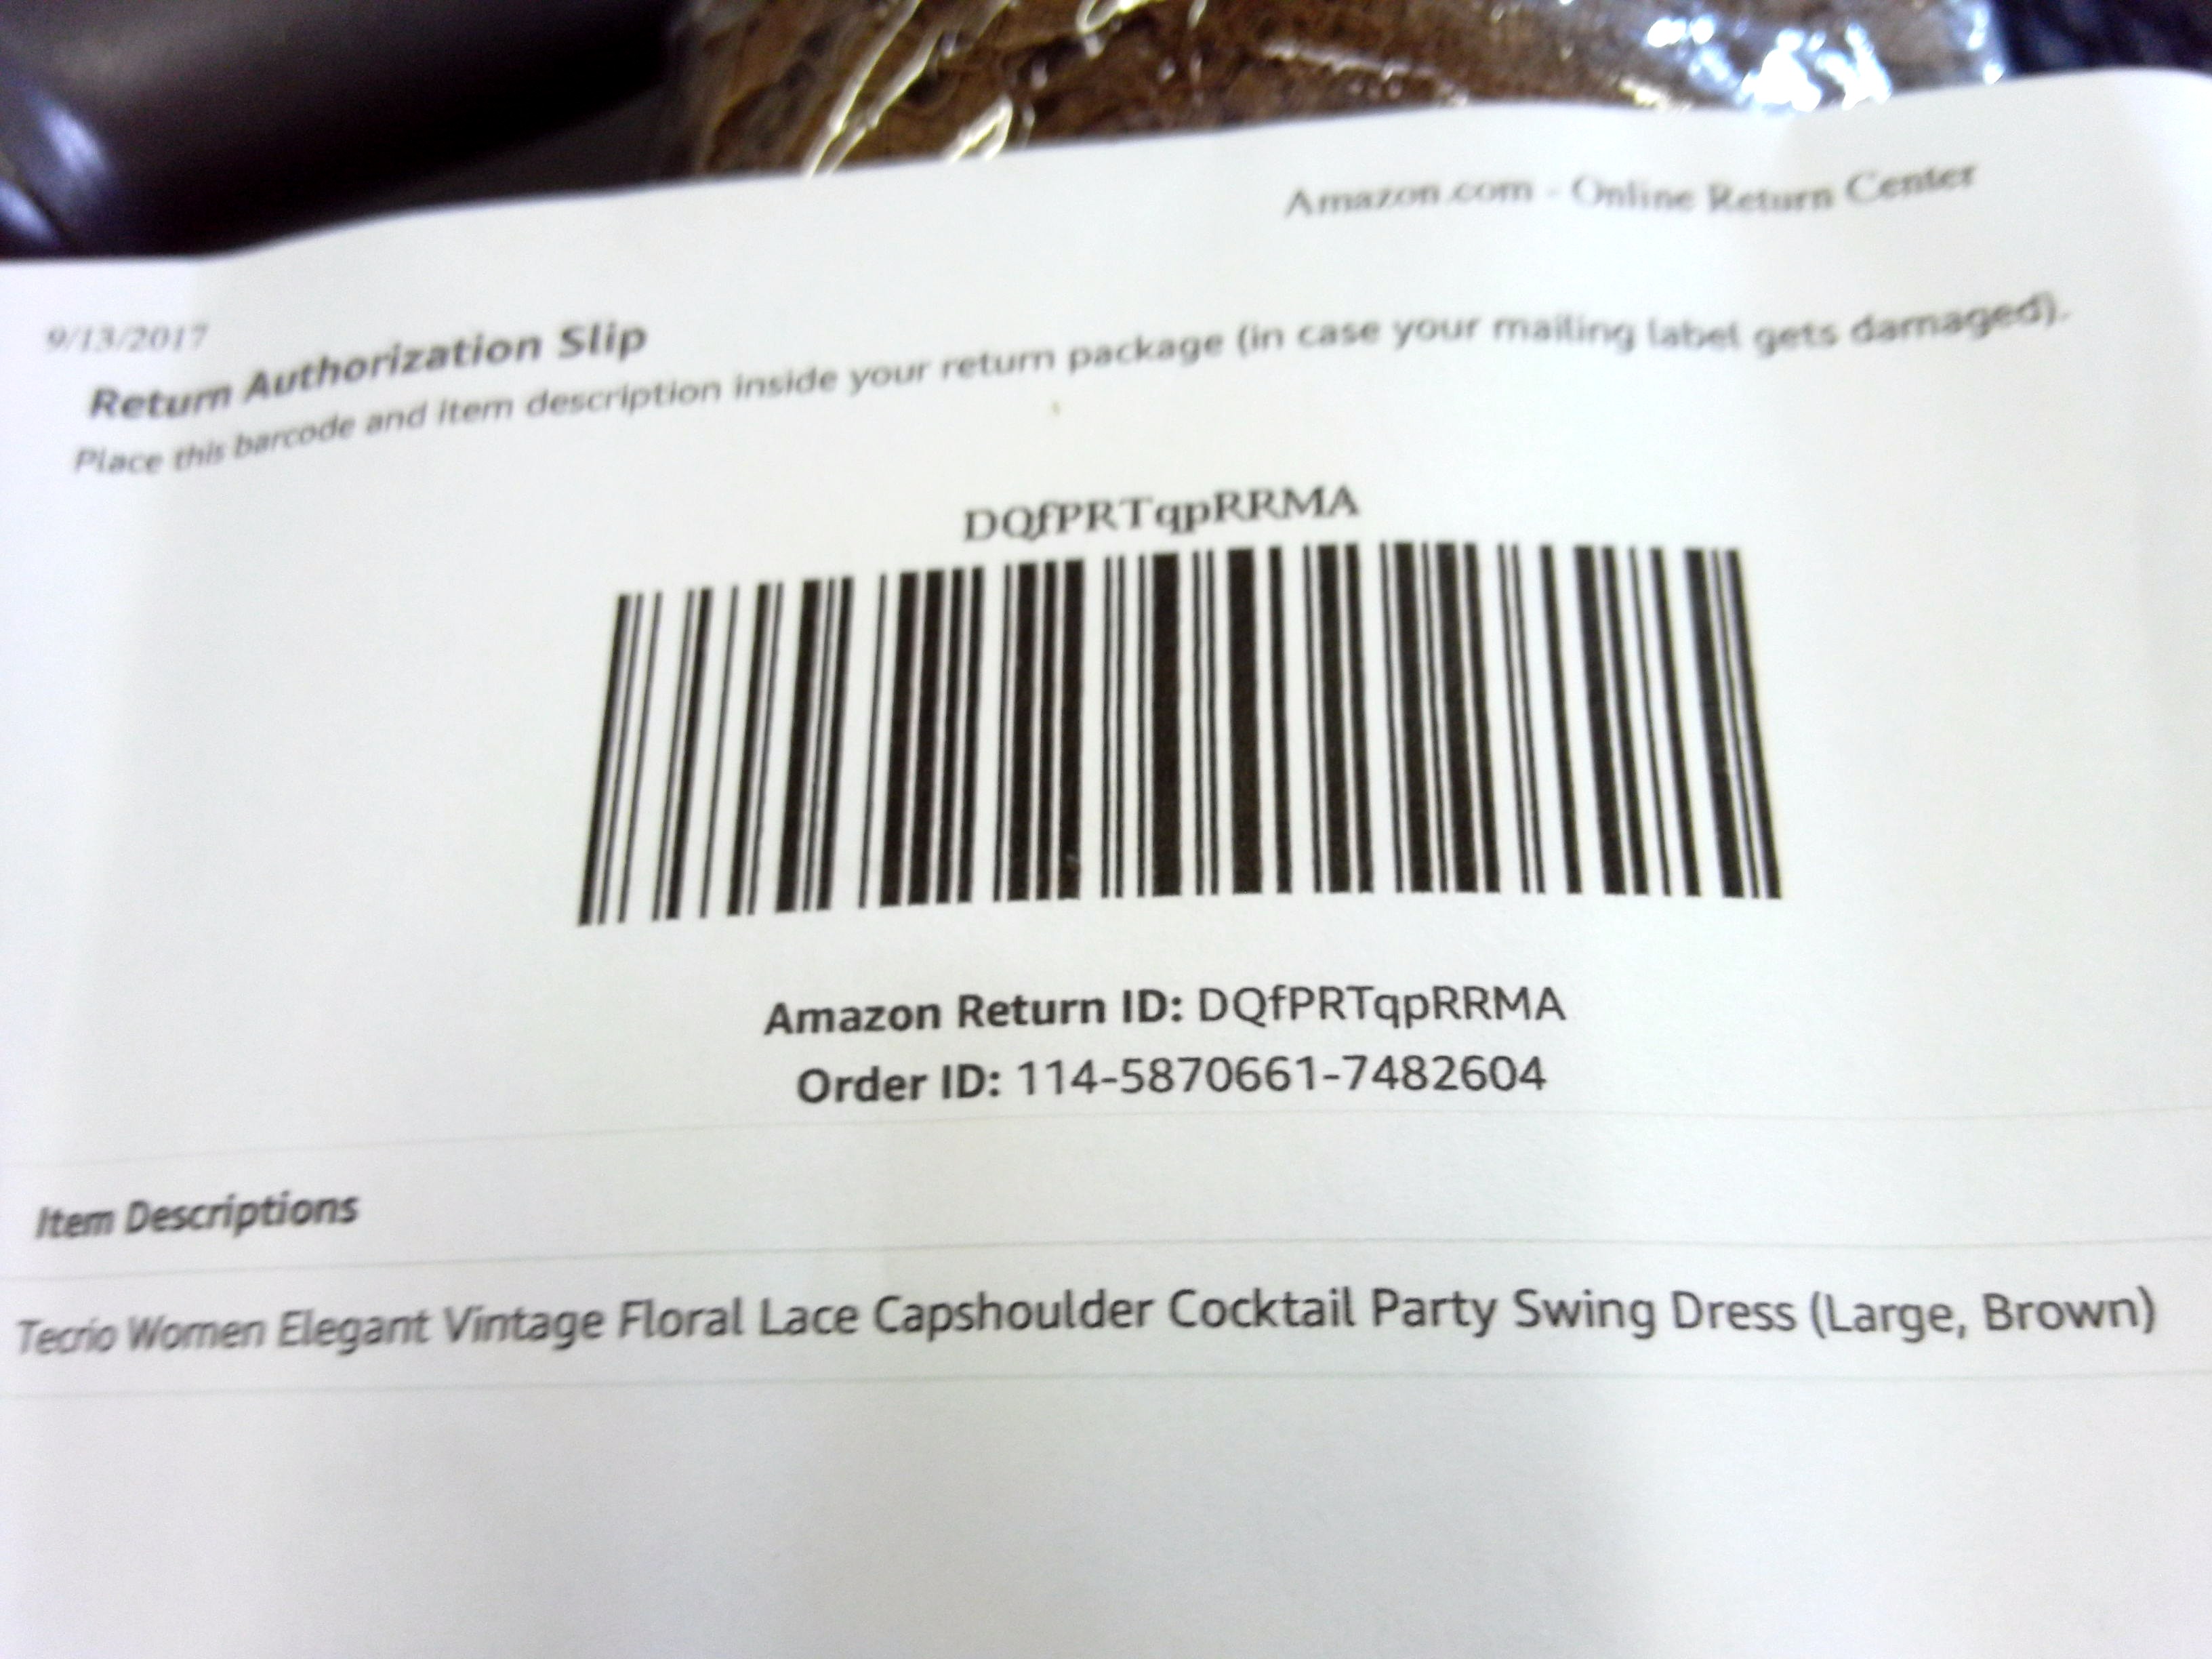 Amazon.com - Online Return Center
9/13/2017
Return Authorization Slip
Place this barcode and item description inside your return package (in case your mailing label gets damaged).
DQfPRTqpRRMA
Amazon Return ID: DQfPRTqpRRMA
Order ID: 114-5870661-7482604
Item Descriptions
Tecrio Women Elegant Vintage Floral Lace Capshoulder Cocktail Party Swing Dress (Large, Brown)